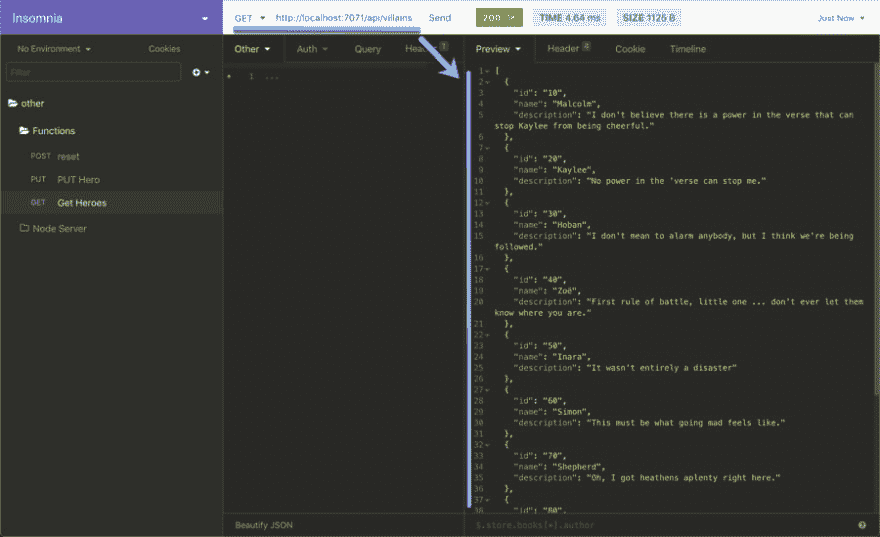 Insomnia
GET http://localhost:7071/api/villains Send 200 TIME 4.64 ms SIZE 1125 B Just Now
No Environment Cookies
Other Auth Query Header 1
Preview Header 4 Cookie Timeline
Filter
other
Functions
POST reset
PUT PUT Hero
GET Get Heroes
Node Server
1 ...
1 [
2 {
3 "id": "10",
4 "name": "Malcolm",
5 "description": "I don't believe there is a power in the verse that can
stop Kaylee from being cheerful."
6 },
7 {
8 "id": "20",
9 "name": "Kaylee",
10 "description": "No power in the 'verse can stop me."
11 },
12 {
13 "id": "30",
14 "name": "Hoban",
15 "description": "I don't mean to alarm anybody, but I think we're being
followed."
16 },
17 {
18 "id": "40",
19 "name": "Zoë",
20 "description": "First rule of battle, little one ... don't ever let them
know where you are."
21 },
22 {
23 "id": "50",
24 "name": "Inara",
25 "description": "It wasn't entirely a disaster"
26 },
27 {
28 "id": "60",
29 "name": "Simon",
30 "description": "This must be what going mad feels like."
31 },
32 {
33 "id": "70",
34 "name": "Shepherd",
35 "description": "Oh, I got heathens aplenty right here."
36 },
37 {
38 "id": "80",
Beautify JSON
$.store.books[*].author